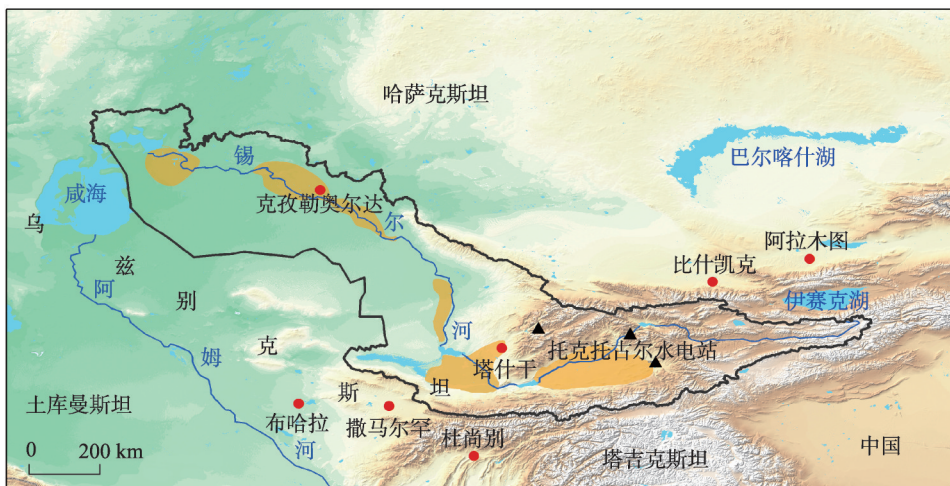 哈萨克斯坦
锡
巴尔喀什湖
咸海
克孜勒奥尔达
乌
尔
阿拉木图
兹
比什凯克
阿
别
伊塞克湖
河
克
托克托古尔水电站
姆
塔什干
斯
坦
土库曼斯坦
布哈拉
撒马尔罕
河
杜尚别
塔吉克斯坦
中国
0 200 km